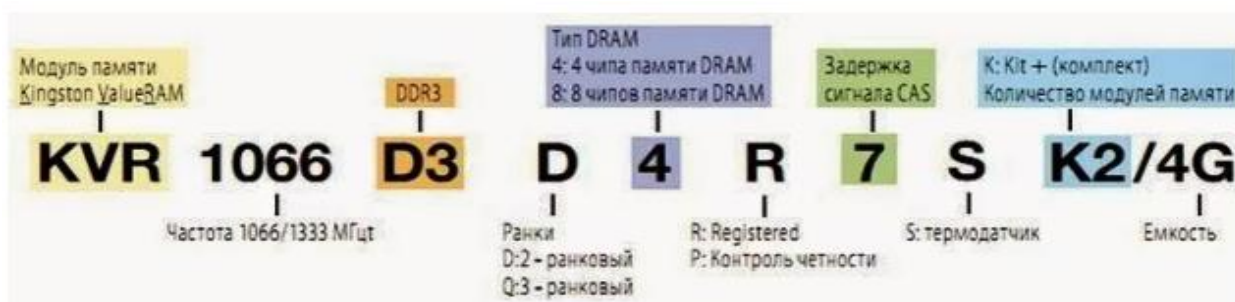 Тип DRAM
Модуль памяти
Kingston ValueRAM
DDR3
4: 4 чипа памяти DRAM
8: 8 чипов памяти DRAM
Задержка
сигнала CAS
K: Kit + (комплект)
Количество модулей памяти
KVR 1066 D3 D 4 R 7 S K2/4G
Частота 1066/1333 МГцт
Ранки
D:2 - ранковый
Q:3 - ранковый
R: Registered
P: Контроль четности
S: термодатчик
Емкость